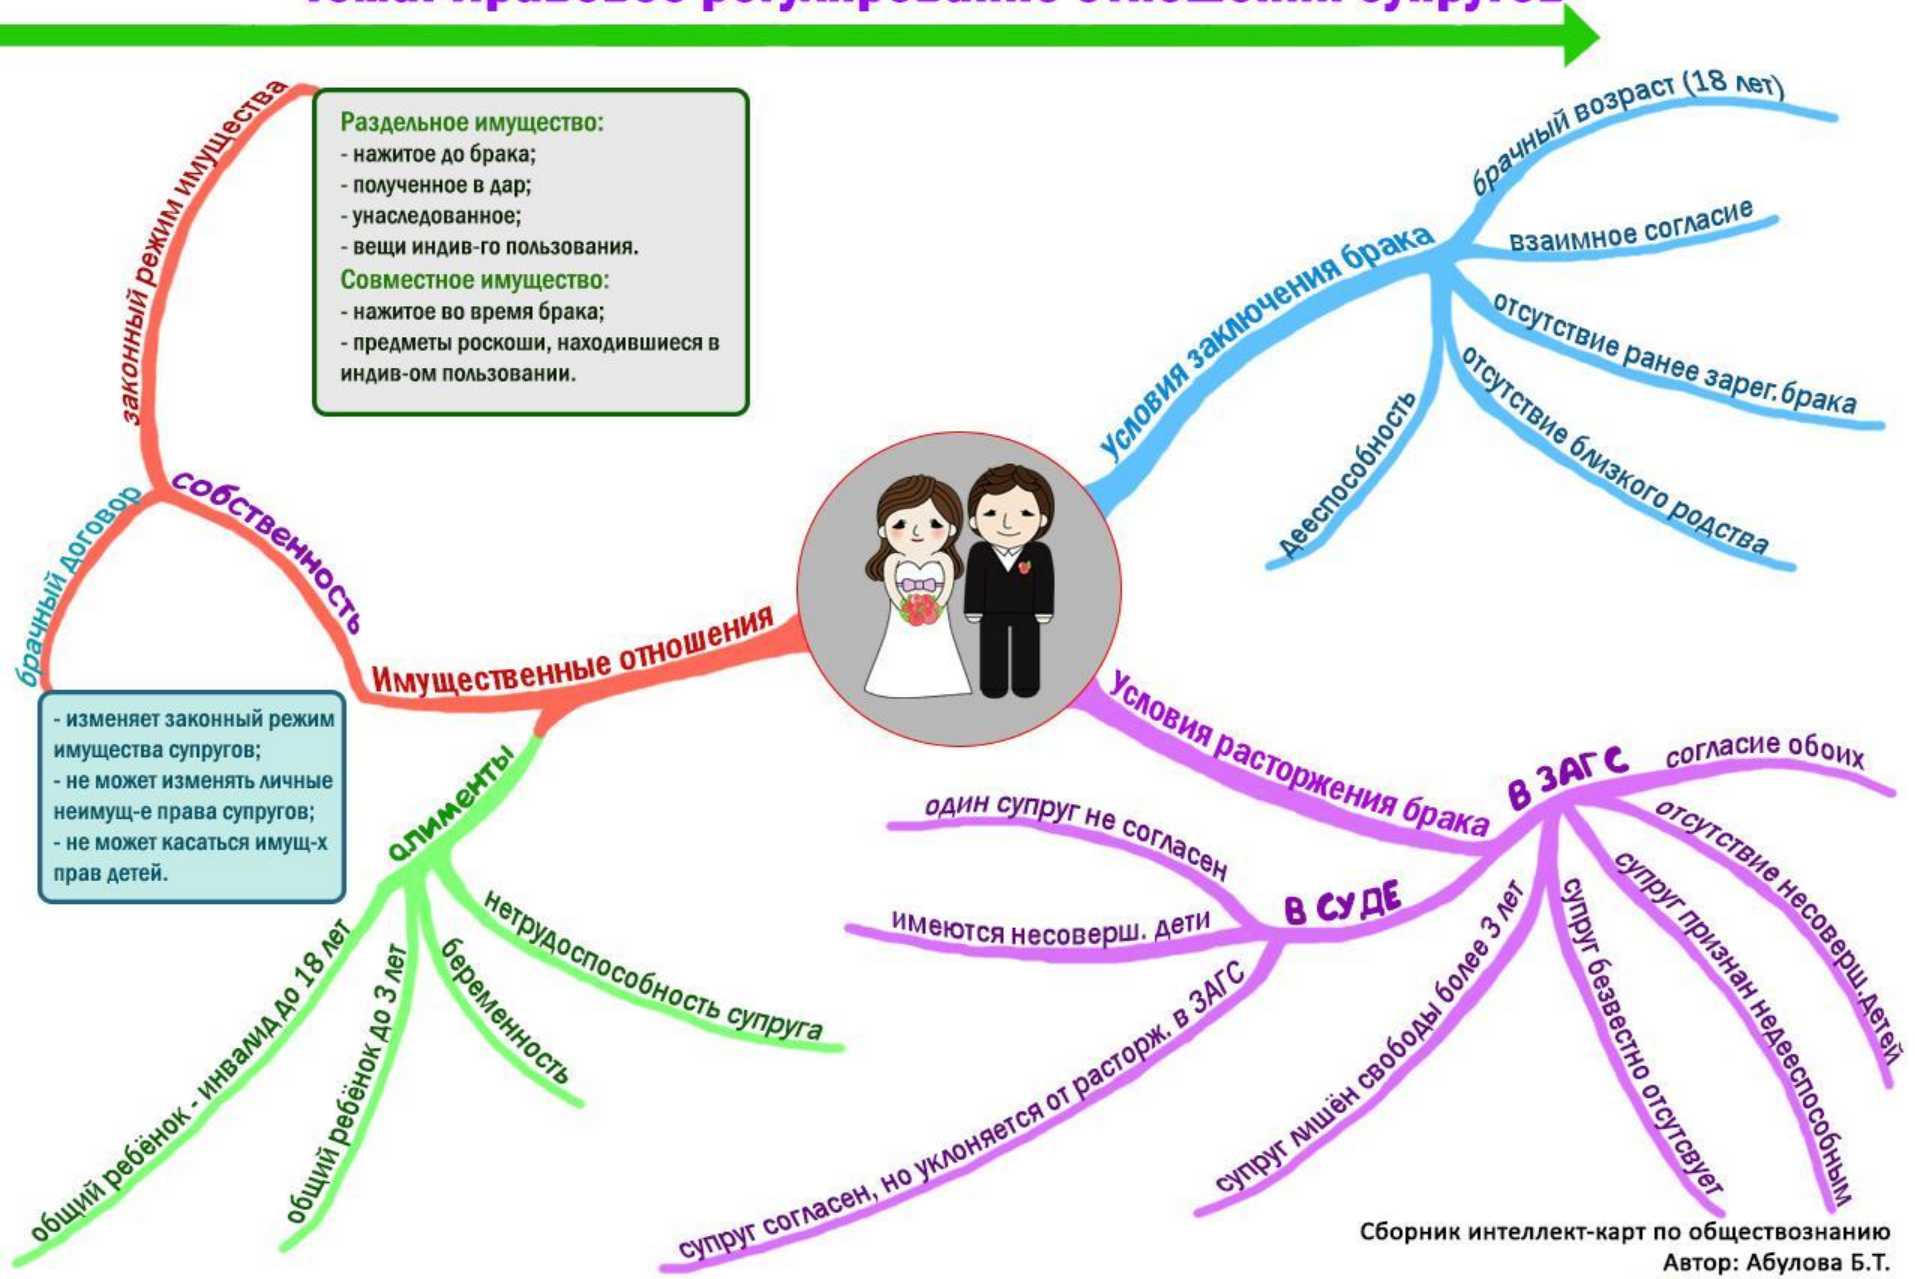 Тема: Правовое регулирование отношений супругов
законный режим имущества
Раздельное имущество:
- нажитое до брака;
- полученное в дар;
- унаследованное;
- вещи индив-го пользования.
Совместное имущество:
- нажитое во время брака;
- предметы роскоши, находившиеся в
индив-ом пользовании.
собственность
брачный договор
- изменяет законный режим
имущества супругов;
- не может изменять личные
неимущ-е права супругов;
- не может касаться имущ-х
прав детей.
Имущественные отношения
алименты
общий ребёнок - инвалид до 18 лет
общий ребёнок до 3 лет
беременность
нетрудоспособность супруга
Условия заключения брака
брачный возраст (18 лет)
взаимное согласие
отсутствие ранее зарег.брака
отсутствие близкого родства
дееспособность
Условия расторжения брака
В ЗАГС
согласие обоих
отсутствие несоверш.детей
супруг признан недееспособным
супруг безвестно отсутсвует
супруг лишён свободы более 3 лет
В СУДЕ
один супруг не согласен
имеются несоверш. дети
супруг согласен, но уклоняется от расторж. в ЗАГС
Сборник интеллект-карт по обществознанию
Автор: Абулова Б.Т.